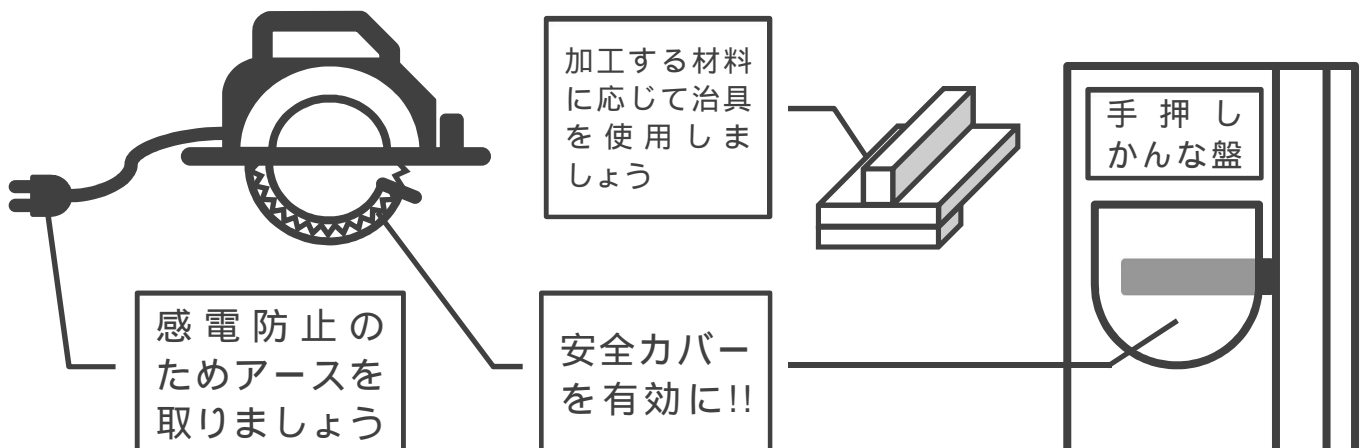 加工する材料
に応じて治具
を使用しま
しょう
手押し
かんな盤
感電防止の
ためアースを
取りましょう
安全カバー
を有効に!!